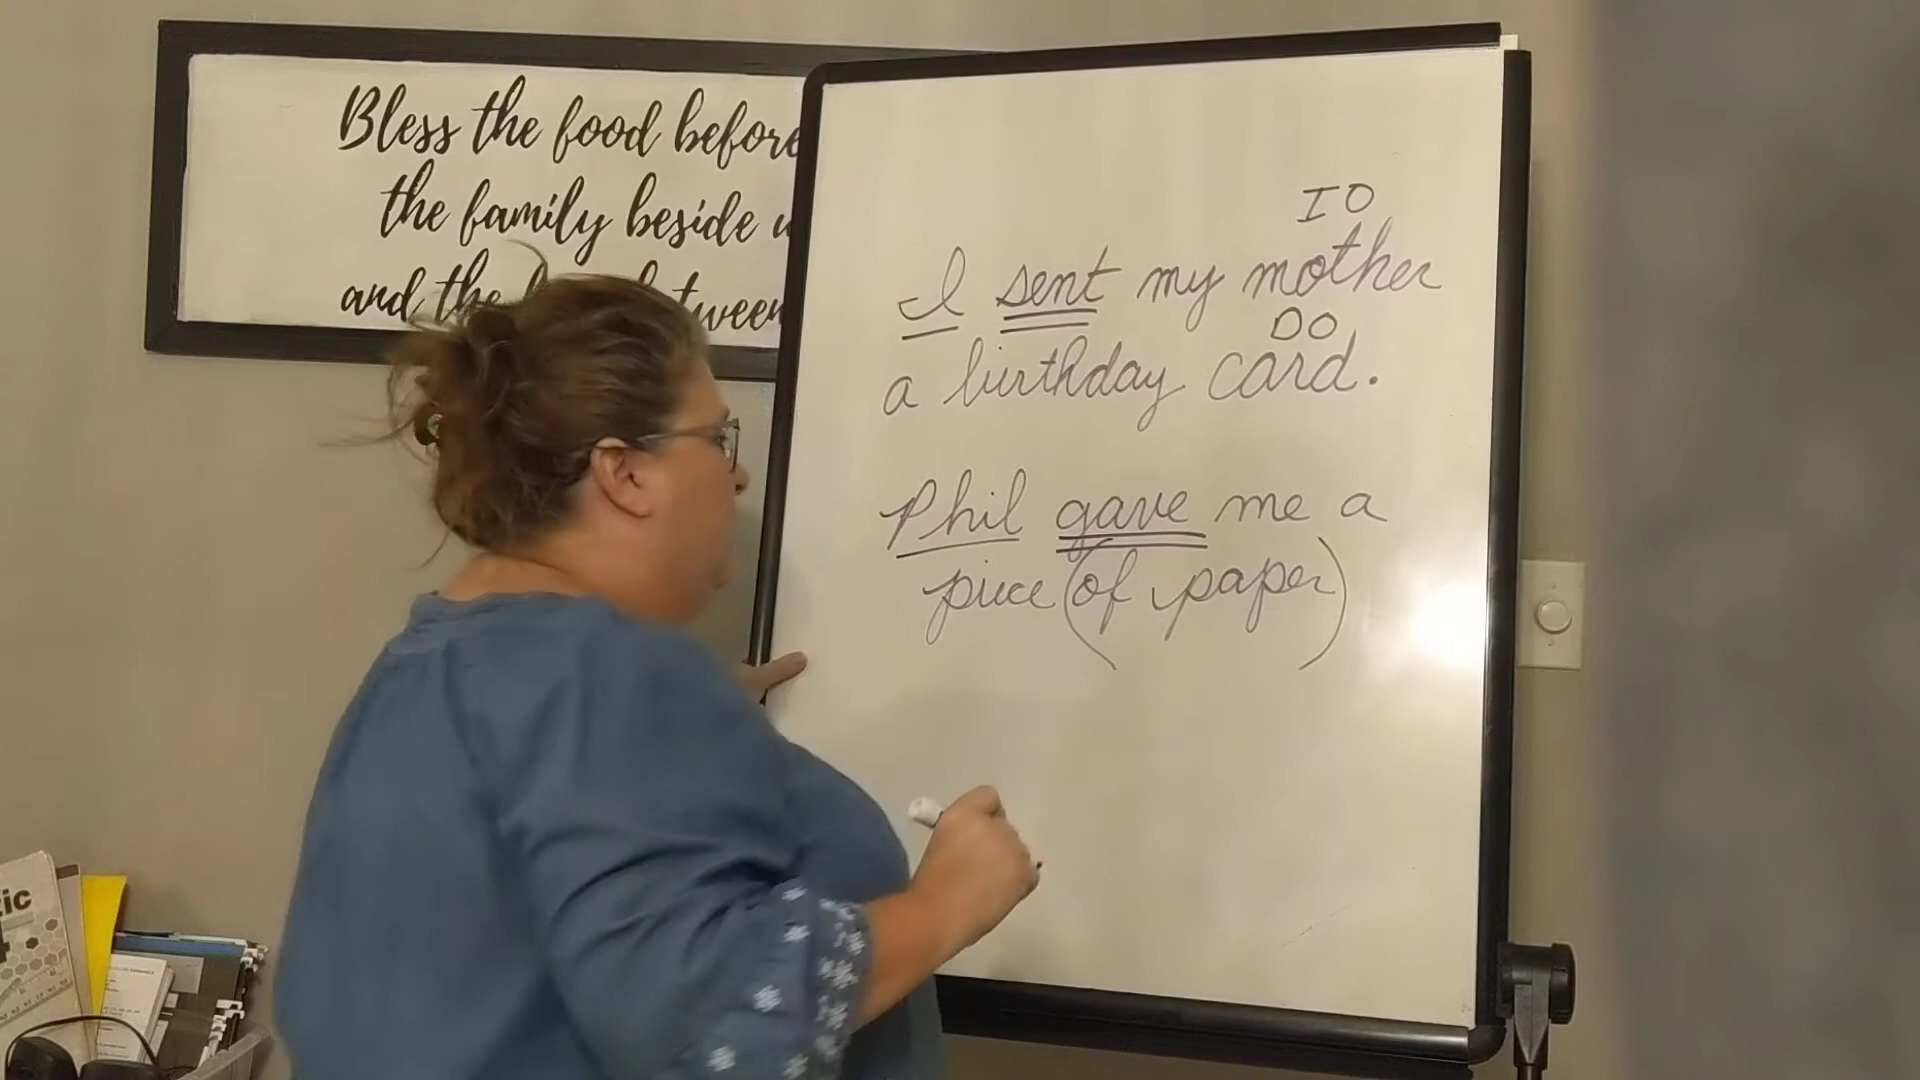 Bless the food before
the family beside
and the between
IO
I sent my mother
DO
a birthday card.
Phil gave me a
piece (of paper)
tic